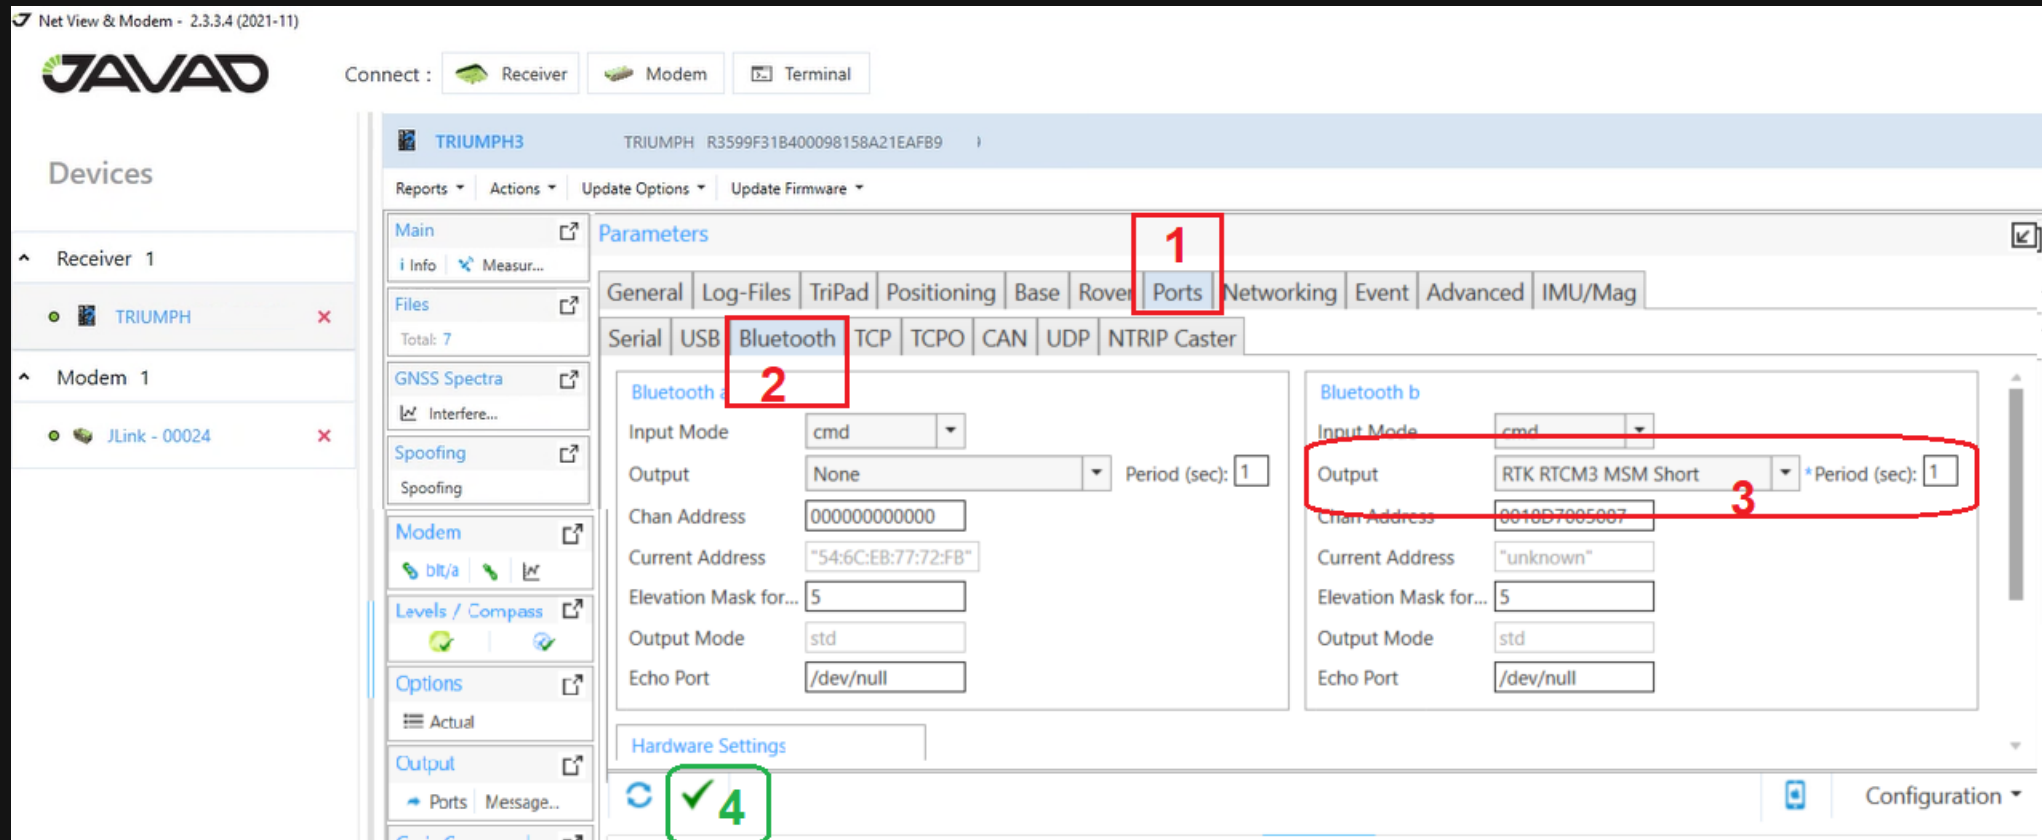 Net View & Modem - 2.3.3.4 (2021-11)
JAVAD
Connect : Receiver Modem Terminal
Devices
Receiver 1
TRIUMPH
Modem 1
JLink - 00024
TRIUMPH3 TRIUMPH R3599F31B400098158A21EAFB9
Reports Actions Update Options Update Firmware
Main
i Info Measur...
Files
Total: 7
GNSS Spectra
Interfere...
Spoofing
Spoofing
Modem
blt/a
Levels / Compass
Options
Actual
Output
Ports Message...
Parameters
1
General Log-Files TriPad Positioning Base Rover Ports Networking Event Advanced IMU/Mag
Serial USB Bluetooth TCP TCPO CAN UDP NTRIP Caster
2
Bluetooth a
Input Mode cmd
Output None Period (sec): 1
Chan Address 000000000000
Current Address "54:6C:EB:77:72:FB"
Elevation Mask for... 5
Output Mode std
Echo Port /dev/null
Bluetooth b
Input Mode cmd
Output RTK RTCM3 MSM Short *Period (sec): 1
3
Chan Address
Current Address "unknown"
Elevation Mask for... 5
Output Mode std
Echo Port /dev/null
Hardware Settings
4
Configuration